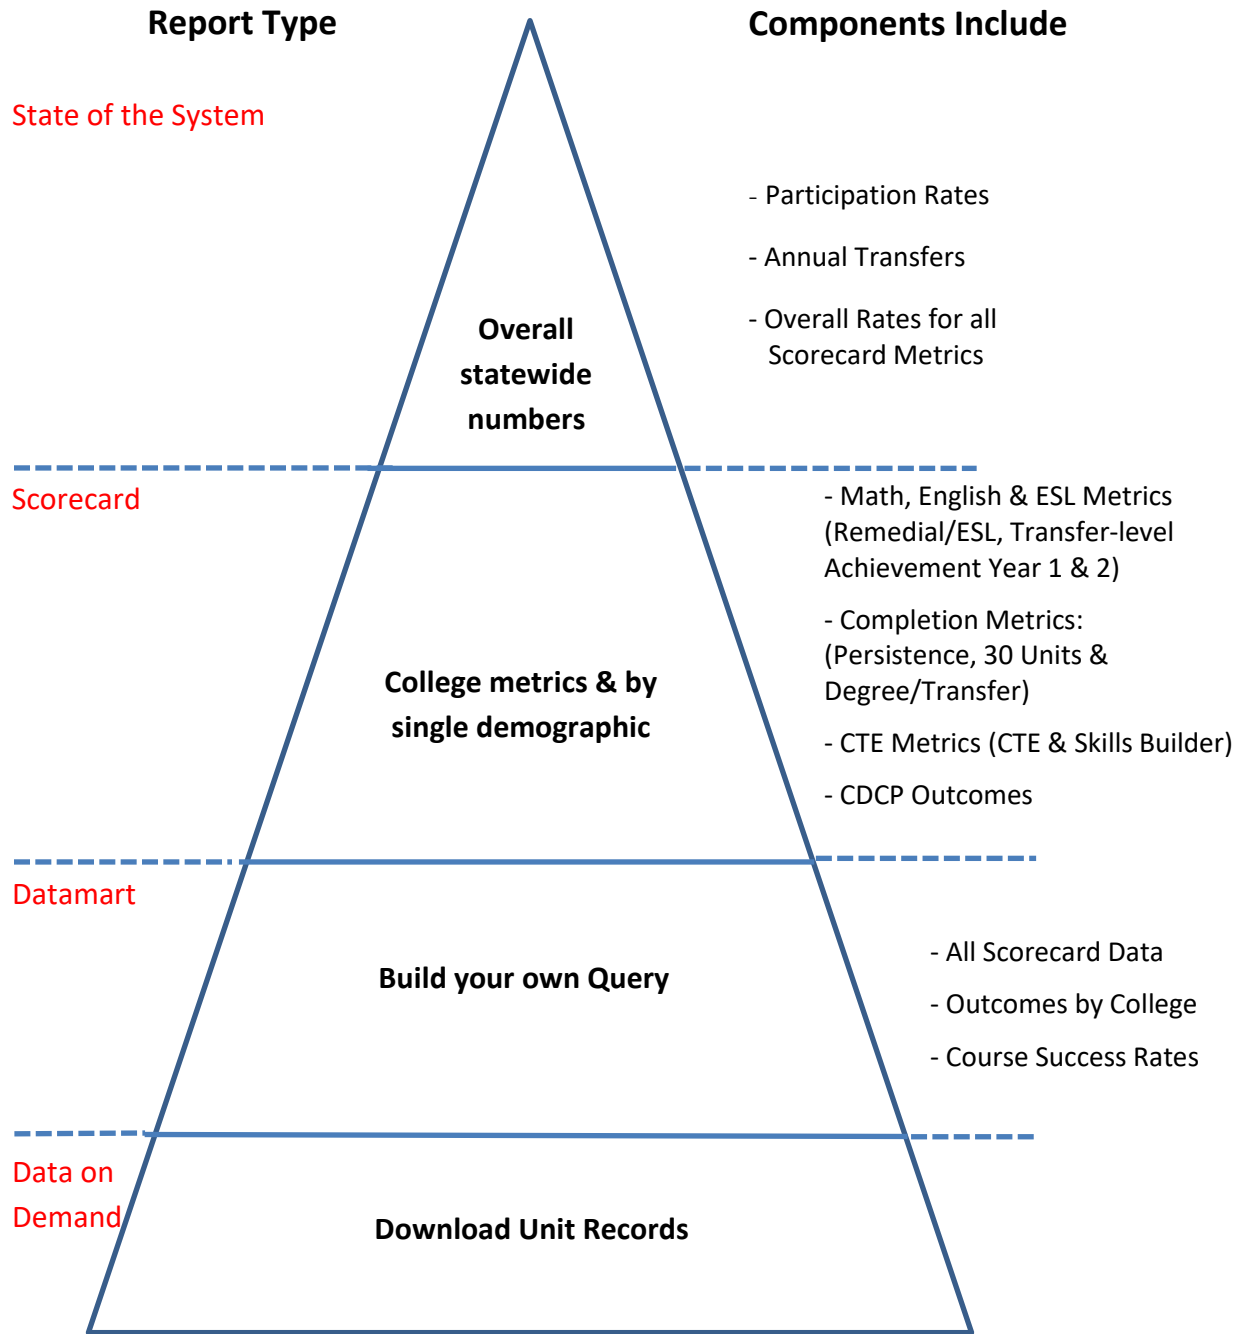 Report Type
Components Include
State of the System
- Participation Rates
- Annual Transfers
- Overall Rates for all
Scorecard Metrics
Overall
statewide
numbers
Scorecard
- Math, English & ESL Metrics
(Remedial/ESL, Transfer-level
Achievement Year 1 & 2)
- Completion Metrics:
(Persistence, 30 Units &
Degree/Transfer)
- CTE Metrics (CTE & Skills Builder)
- CDCP Outcomes
College metrics & by
single demographic
Datamart
Build your own Query
- All Scorecard Data
- Outcomes by College
- Course Success Rates
Data on
Demand
Download Unit Records